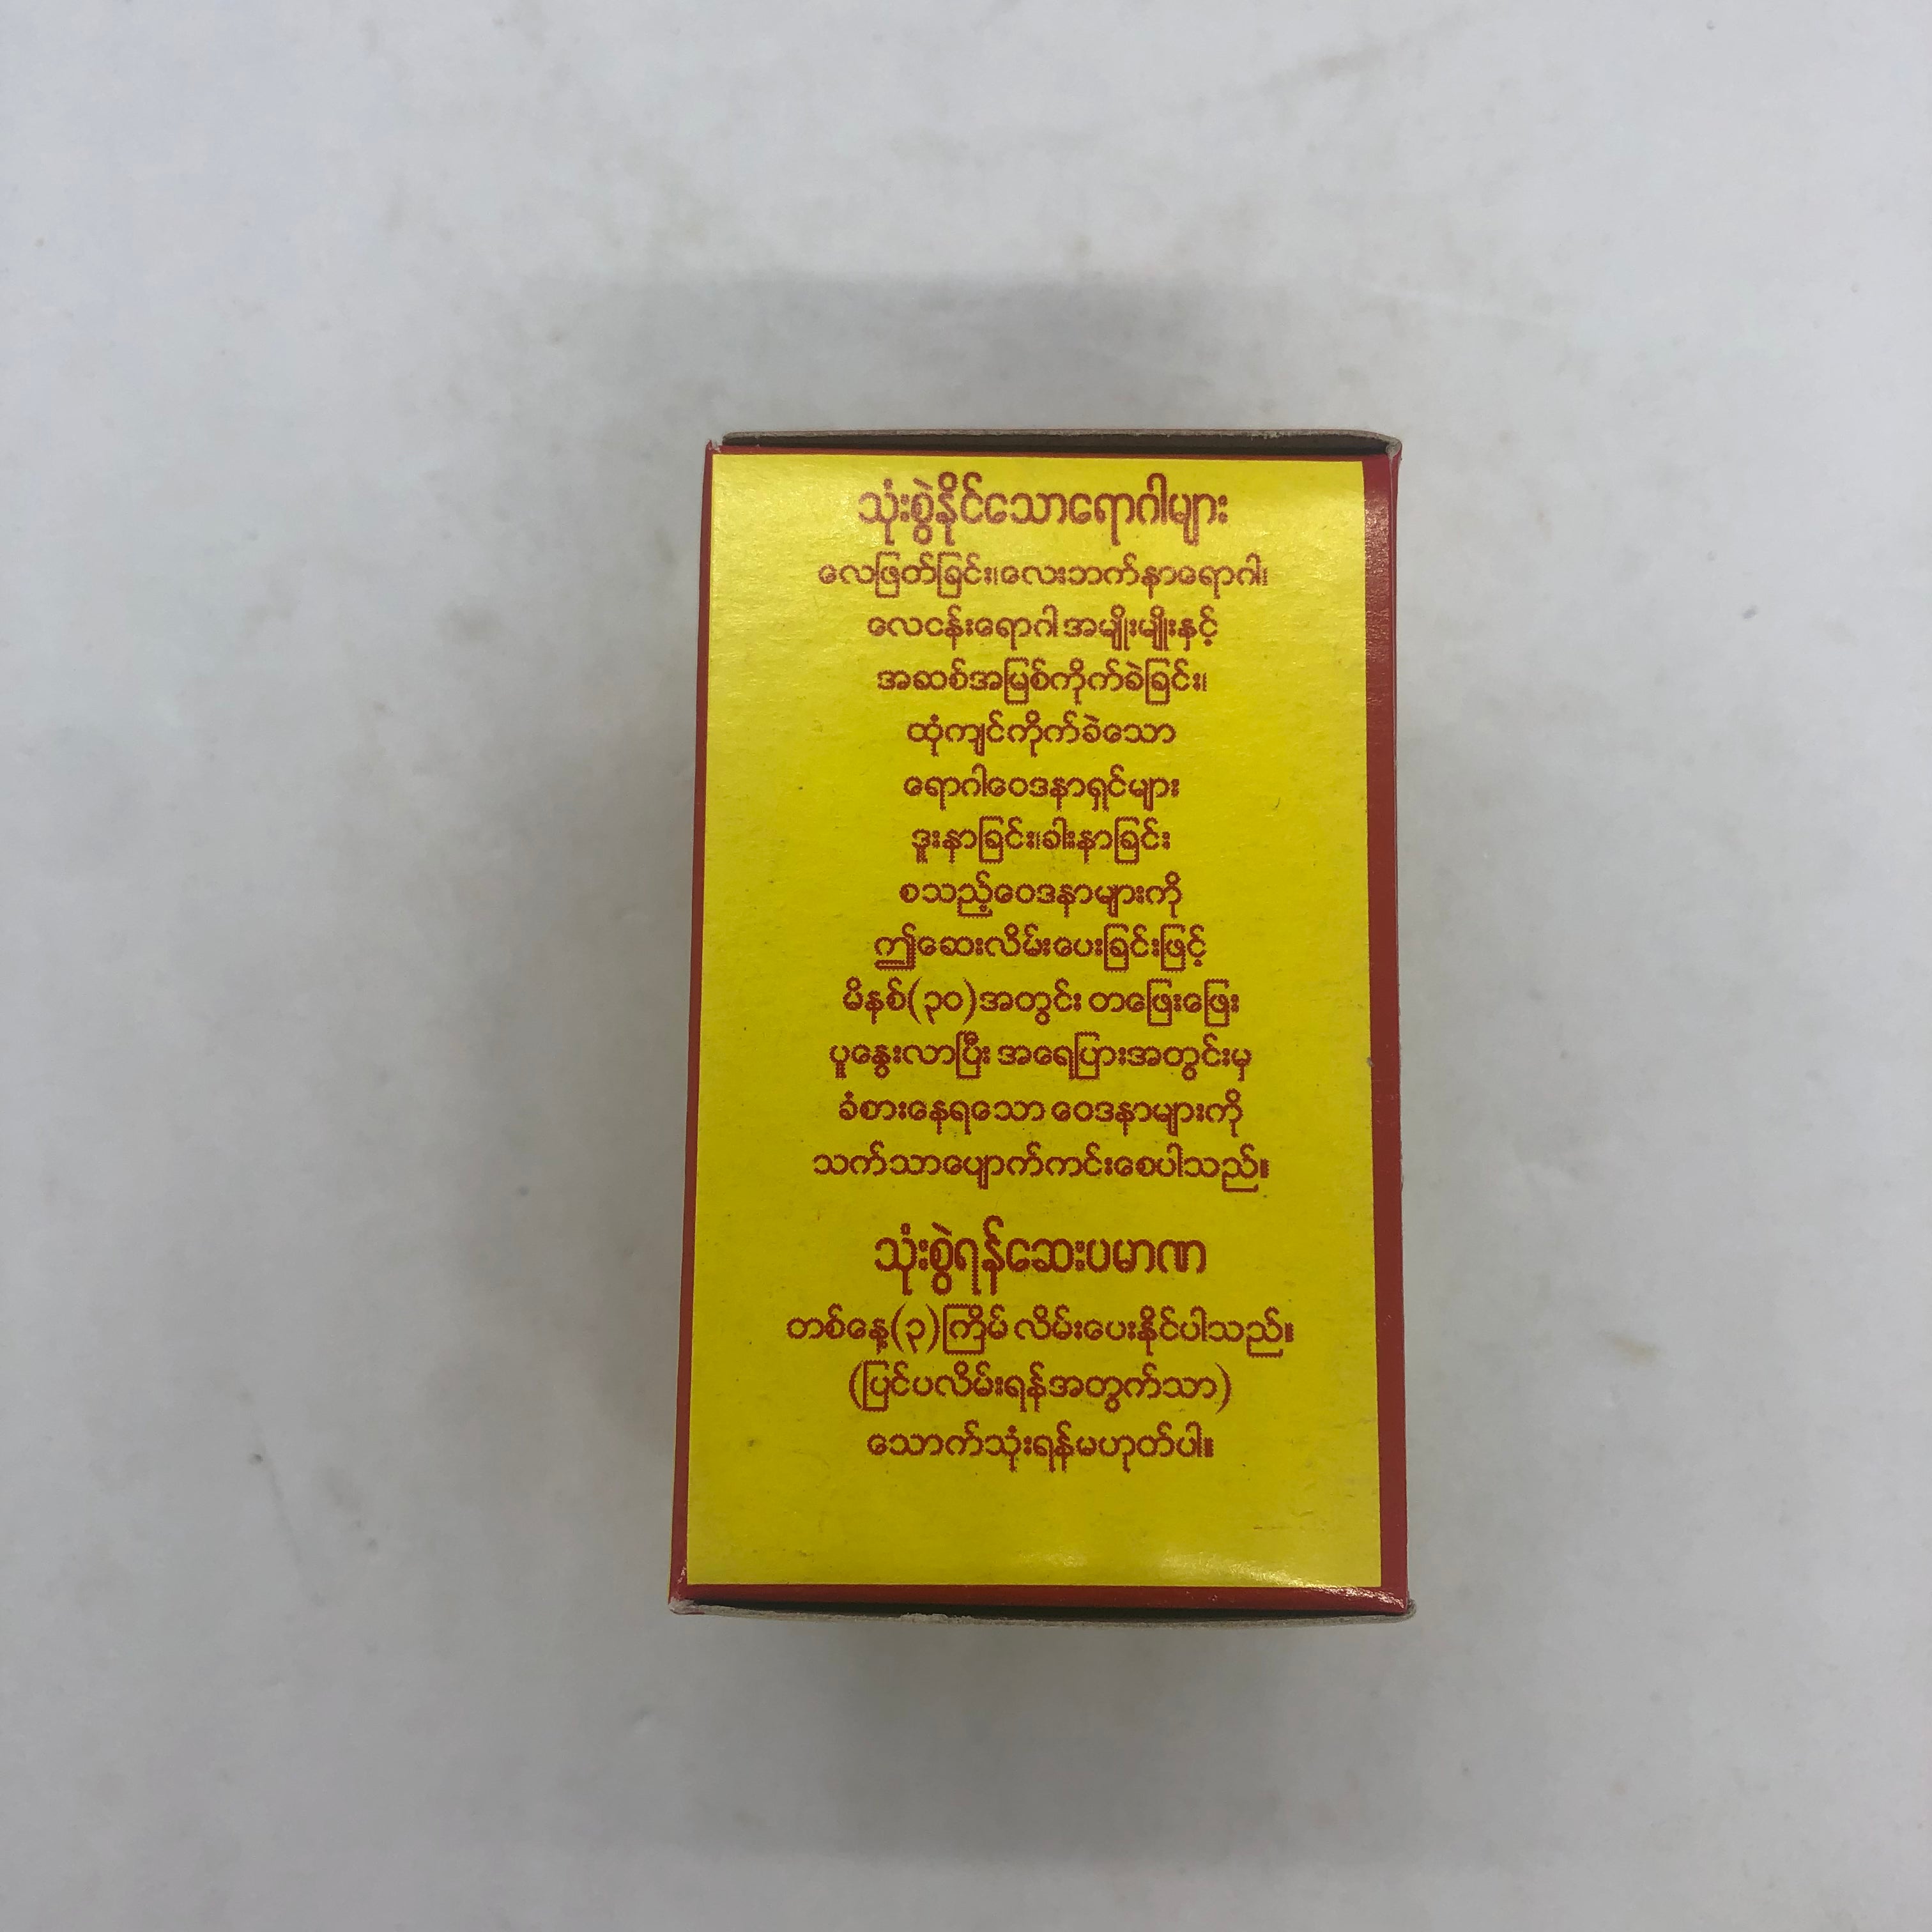 သုံးစွဲနိုင်သောရောဂါများ
လေဖြတ်ခြင်း၊လေးဘက်နာရောဂါ၊
လေငန်းရောဂါ အမျိုးမျိုးနှင့်
အဆစ်အမြစ်ကိုက်ခဲခြင်း၊
ထုံကျင်ကိုက်ခဲသော
ရောဂါဝေဒနာရှင်များ
ဒူးနာခြင်း၊ခါးနာခြင်း
စသည့်ဝေဒနာများကို
ဤဆေးလိမ်းပေးခြင်းဖြင့်
မိနစ်(၃၀)အတွင်း တဖြေးဖြေး
ပူနွေးလာပြီး အရေပြားအတွင်းမှ
ခံစားနေရသော ဝေဒနာများကို
သက်သာပျောက်ကင်းစေပါသည်။
သုံးစွဲရန်ဆေးပမာဏ
တစ်နေ့(၃)ကြိမ် လိမ်းပေးနိုင်ပါသည်။
(ပြင်ပလိမ်းရန်အတွက်သာ)
သောက်သုံးရန်မဟုတ်ပါ။